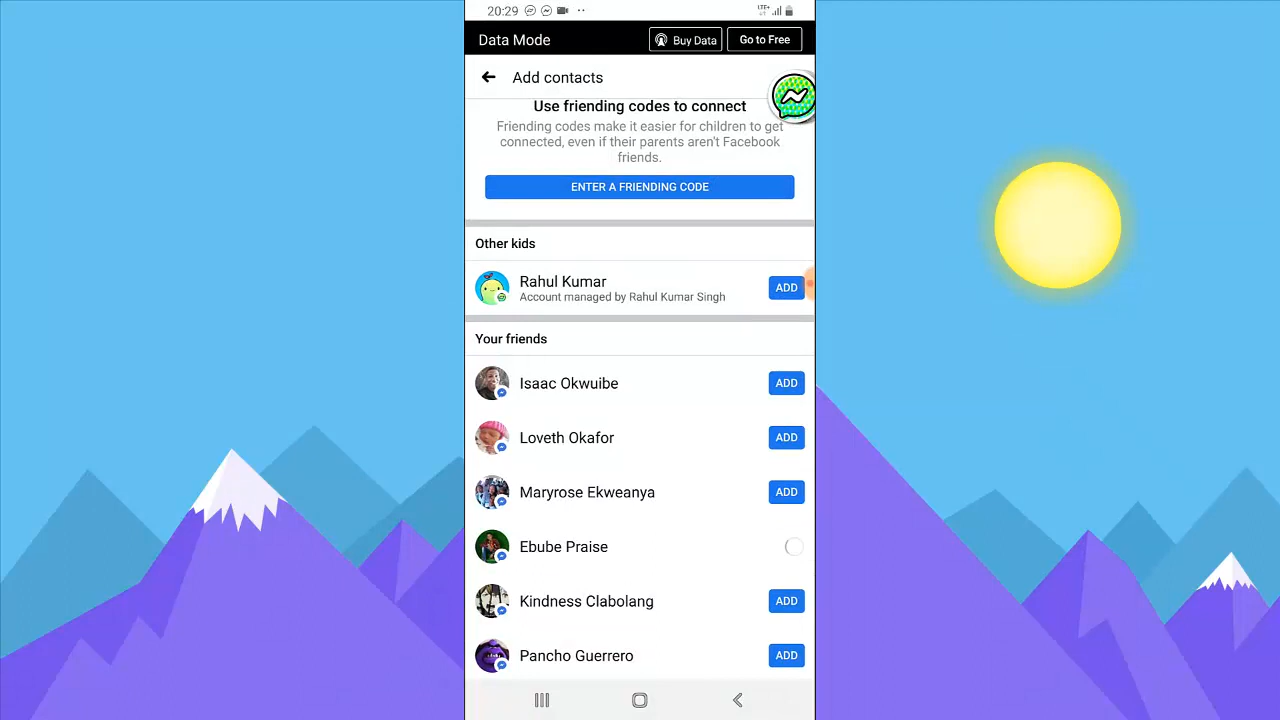 20:29
LTE+
Data Mode
Buy Data
Go to Free
Add contacts
Use friending codes to connect
Friending codes make it easier for children to get
connected, even if their parents aren't Facebook
friends.
ENTER A FRIENDING CODE
Other kids
Rahul Kumar
Account managed by Rahul Kumar Singh
ADD
Your friends
Isaac Okwuibe
ADD
Loveth Okafor
ADD
Maryrose Ekweanya
ADD
Ebube Praise
Kindness Clabolang
ADD
Pancho Guerrero
ADD